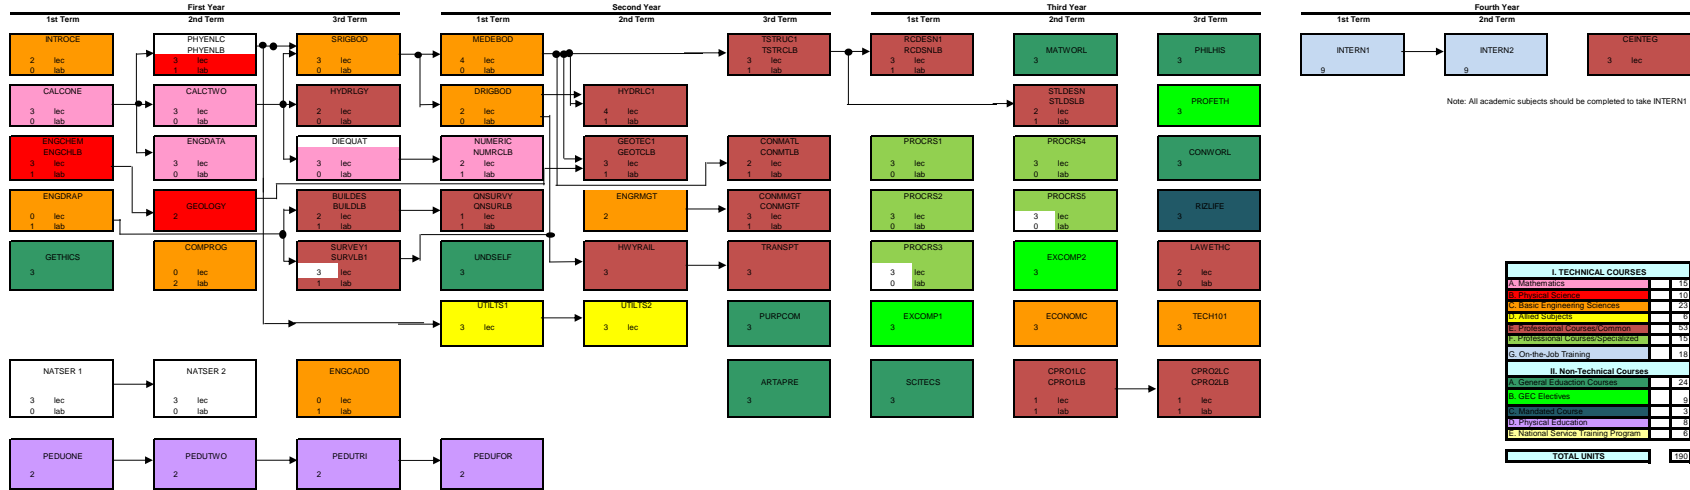 First Year
Second Year
Third Year
Fourth Year
1st Term
2nd Term
3rd Term
1st Term
2nd Term
3rd Term
1st Term
2nd Term
3rd Term
1st Term
2nd Term
3rd Term
INTROCE
2 lec
0 lab
PHYENLC
PHYENLB
3 lec
1 lab
SRIGBOD
3 lec
0 lab
MEDEBOD
4 lec
0 lab
TSTRUC1
TSTRCLB
3 lec
1 lab
RCDESN1
RCDSNLB
3 lec
1 lab
MATWORL
3
PHILHIS
3
INTERN1
9
INTERN2
9
CEINTEG
3 lec
CALCONE
3 lec
0 lab
CALCTWO
3 lec
0 lab
HYDRLGY
2 lec
0 lab
DRIGBOD
2 lec
0 lab
HYDRLC1
4 lec
1 lab
STLDESN
STLDSLB
2 lec
1 lab
PROFETH
3
Note: All academic subjects should be completed to take INTERN1
ENGCHEM
ENGCHLB
3 lec
1 lab
ENGDATA
3 lec
0 lab
DIEQUAT
3 lec
0 lab
NUMERIC
NUMRCLB
2 lec
1 lab
GEOTEC1
GEOTCLB
3 lec
1 lab
CONMATL
CONMTLB
2 lec
1 lab
PROCRS1
3 lec
0 lab
PROCRS4
3 lec
0 lab
CONWORL
3
ENGDRAP
0 lec
1 lab
GEOLOGY
2
BUILDES
BUILDLB
2 lec
1 lab
QNSURVY
QNSURLB
1 lec
1 lab
ENGRMGT
2
CONMMGT
CONMGTF
3 lec
1 lab
PROCRS2
3 lec
0 lab
PROCRS5
3 lec
0 lab
RIZLIFE
3
GETHICS
3
COMPROG
0 lec
2 lab
SURVEY1
SURVLB1
3 lec
1 lab
UNDSELF
3
HWYRAIL
3
TRANSPT
3
PROCRS3
3 lec
0 lab
EXCOMP2
3
LAWETHC
2 lec
0 lab
UTILTS1
3 lec
UTILTS2
3 lec
PURPCOM
3
EXCOMP1
3
ECONOMC
3
TECH101
3
NATSER 1
3 lec
0 lab
NATSER 2
3 lec
0 lab
ENGCADD
0 lec
1 lab
ARTAPRE
3
SCITECS
3
CPRO1LC
CPRO1LB
1 lec
1 lab
CPRO2LC
CPRO2LB
1 lec
1 lab
PEDUONE
2
PEDUTWO
2
PEDUTRI
2
PEDUFOR
2
I. TECHNICAL COURSES
A. Mathematics 15
B. Physical Science 10
C. Basic Engineering Sciences 23
D. Allied Subjects 6
E. Professional Courses/Common 53
F. Professional Courses/Specialized 15
G. On-the-Job Training 18
II. Non-Technical Courses
A. General Eduaction Courses 24
B. GEC Electives 9
C. Mandated Course 3
D. Physical Education 8
E. National Service Training Program 6
TOTAL UNITS 190